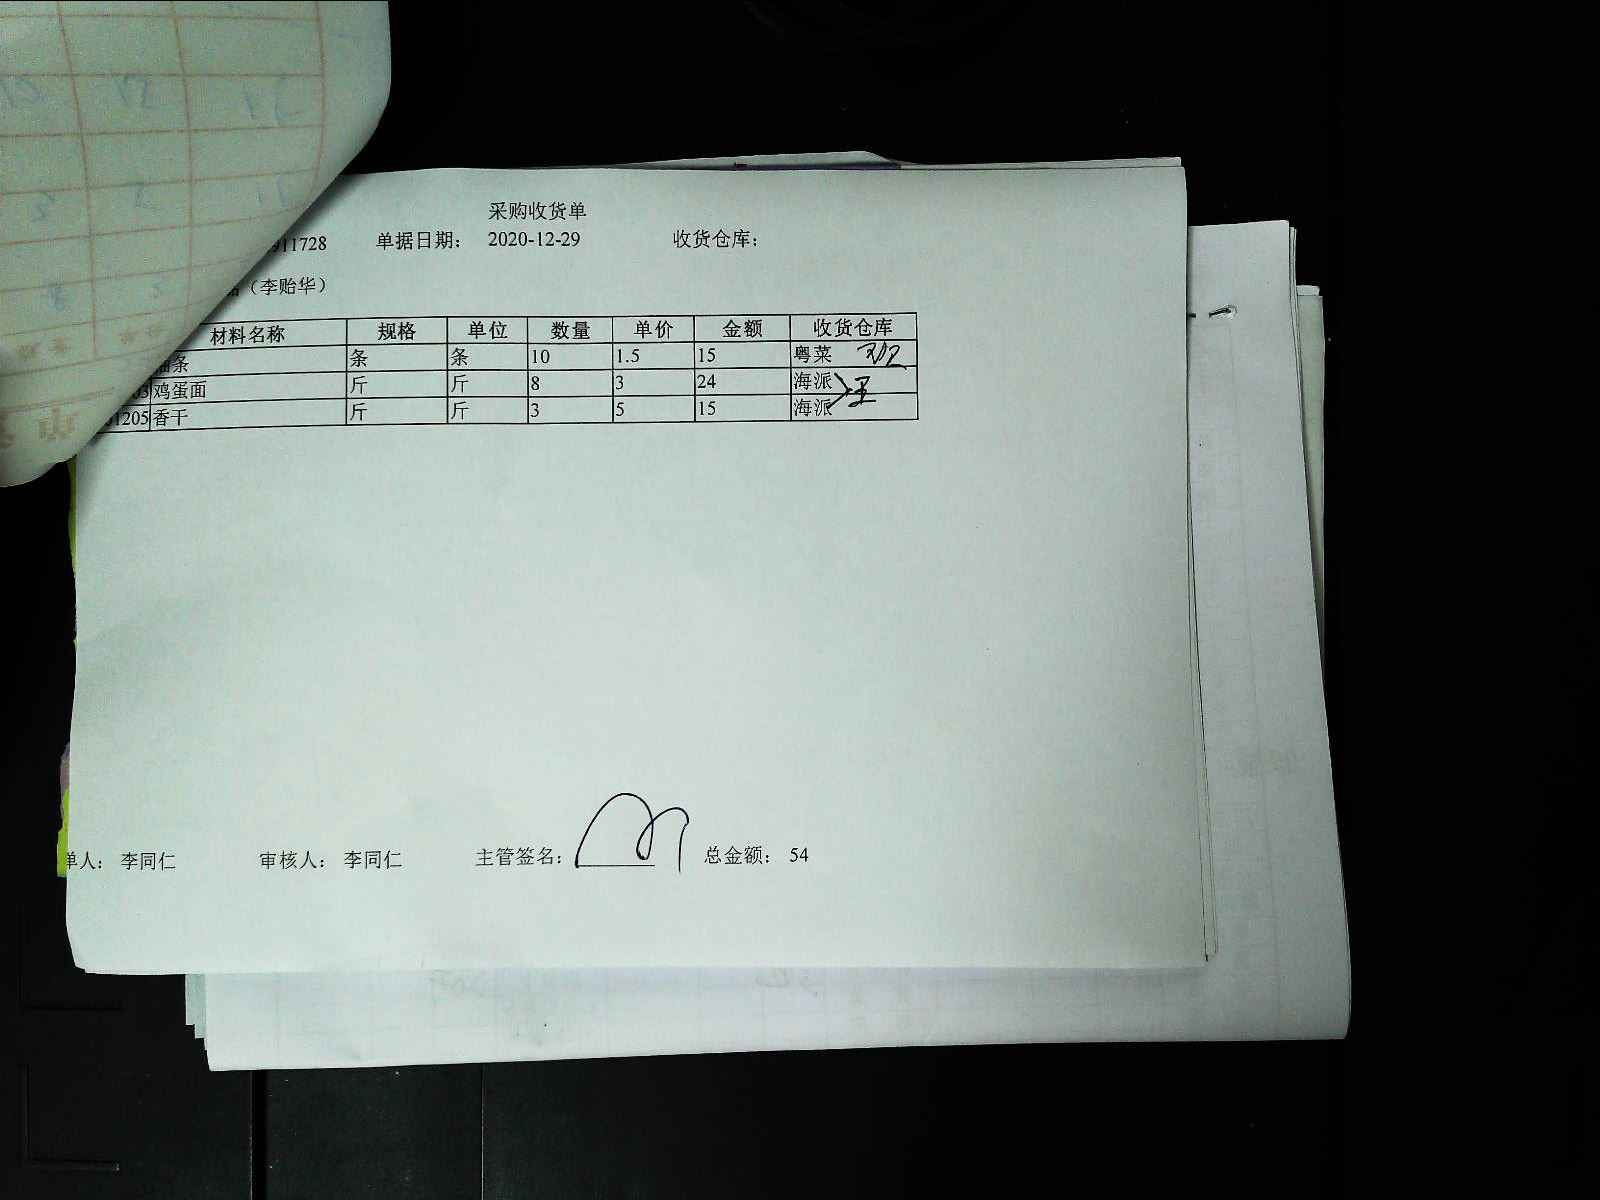 采购收货单
911728 单据日期： 2020-12-29 收货仓库：
（李贻华）
材料名称 规格 单位 数量 单价 金额 收货仓库
油条 条 条 10 1.5 15 粤菜
03 鸡蛋面 斤 斤 8 3 24 海派
01205 香干 斤 斤 3 5 15 海派
单人： 李同仁 审核人： 李同仁 主管签名： 总金额： 54